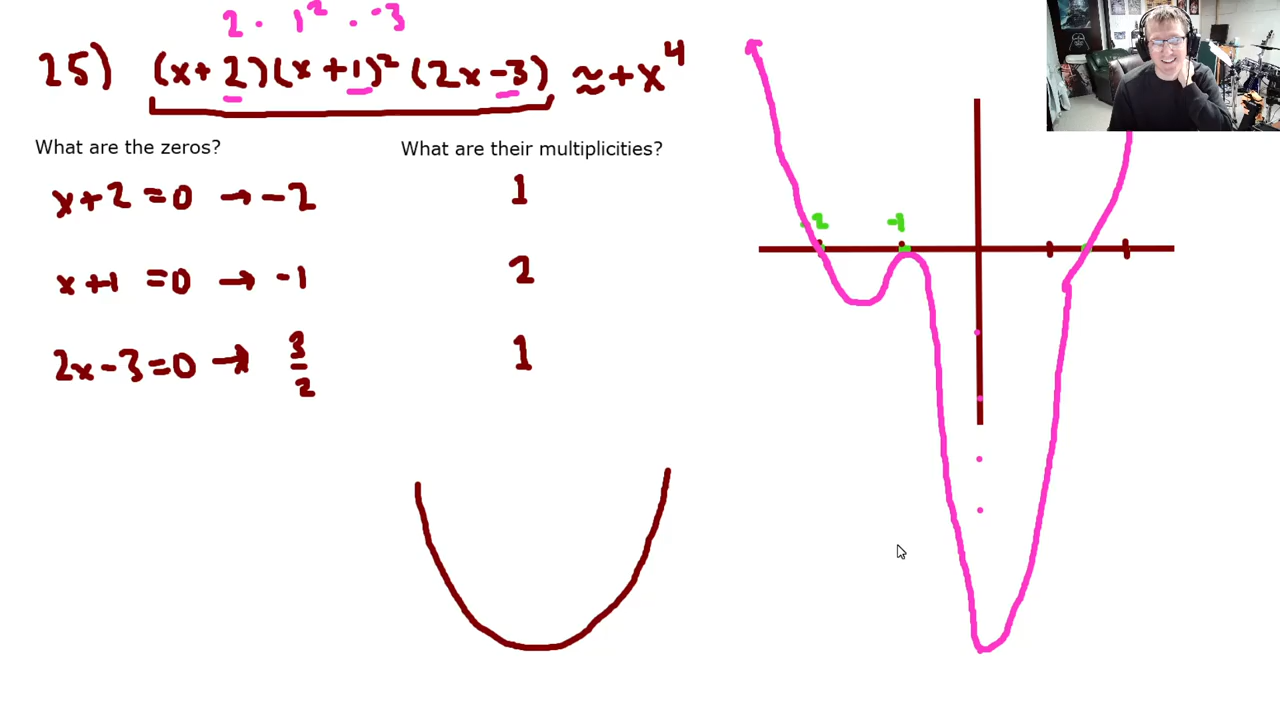 2 · 1² · -3
25) (x+2)(x+1)²(2x-3) ≈ +x⁴
What are the zeros? What are their multiplicities?
x+2=0 → -2 1
x+1=0 → -1 2
2x-3=0 → 3/2 1
-2 -1